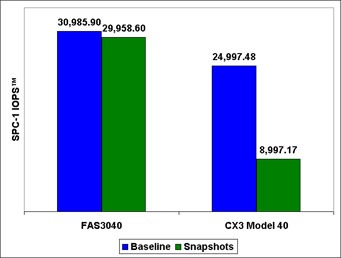 SPC-1 IOPS™
30,985.90
29,958.60
24,997.48
8,997.17
FAS3040
CX3 Model 40
Baseline
Snapshots